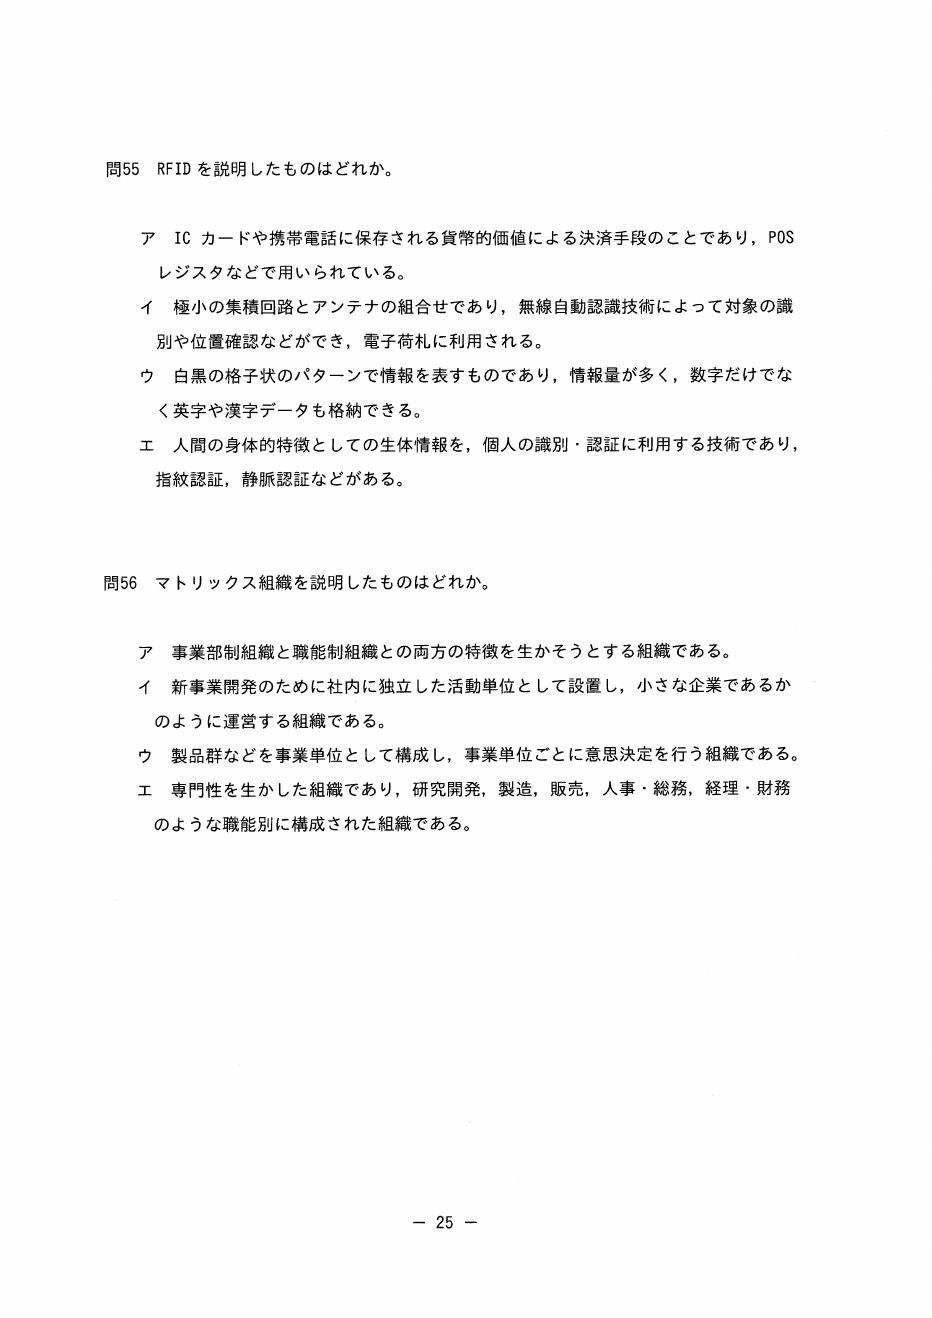 問55　RFID を説明したものはどれか。
ア　IC カードや携帯電話に保存される貨幣的価値による決済手段のことであり，POS
レジスタなどで用いられている。
イ　極小の集積回路とアンテナの組合せであり，無線自動認識技術によって対象の識
別や位置確認などができ，電子荷札に利用される。
ウ　白黒の格子状のパターンで情報を表すものであり，情報量が多く，数字だけでな
く英字や漢字データも格納できる。
エ　人間の身体的特徴としての生体情報を，個人の識別・認証に利用する技術であり，
指紋認証，静脈認証などがある。
問56　マトリックス組織を説明したものはどれか。
ア　事業部制組織と職能制組織との両方の特徴を生かそうとする組織である。
イ　新事業開発のために社内に独立した活動単位として設置し，小さな企業であるか
のように運営する組織である。
ウ　製品群などを事業単位として構成し，事業単位ごとに意思決定を行う組織である。
エ　専門性を生かした組織であり，研究開発，製造，販売，人事・総務，経理・財務
のような職能別に構成された組織である。
― 25 ―